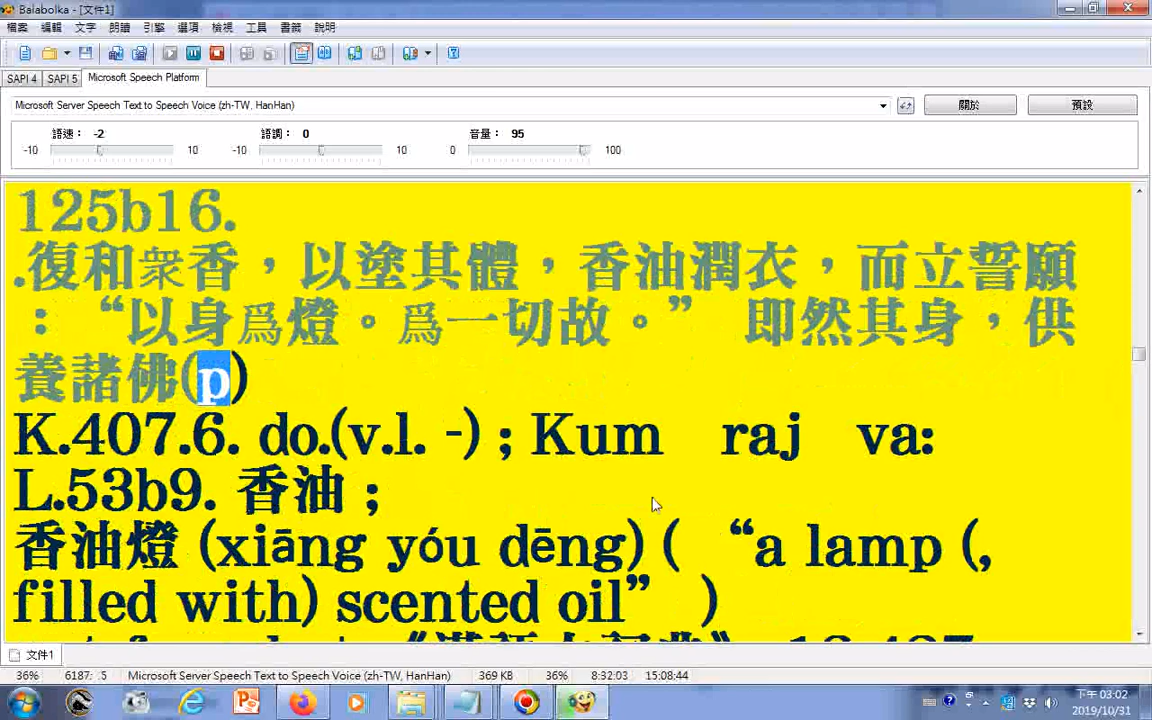 Balabolka - [文件1]
檔案 編輯 文字 朗讀 引擎 選項 檢視 工具 書籤 說明
SAPI 4 SAPI 5 Microsoft Speech Platform
Microsoft Server Speech Text to Speech Voice (zh-TW, HanHan) 關於 預設
語速： -2 語調： 0 音量： 95
-10 10 -10 10 0 100
125b16.
.復和眾香，以塗其體，香油潤衣，而立誓願
：“以身爲燈。爲一切故。” 即然其身，供
養諸佛(p)
K.407.6. do.(v.l. -) ; Kum raj va:
L.53b9. 香油 ;
香油燈 (xiāng yóu dēng) ( “a lamp (,
filled with) scented oil” )
文件1
36% 6187: .5 Microsoft Server Speech Text to Speech Voice (zh-TW, HanHan) 369 KB 36% 8:32:03 15:08:44
下午 03:02
2019/10/31